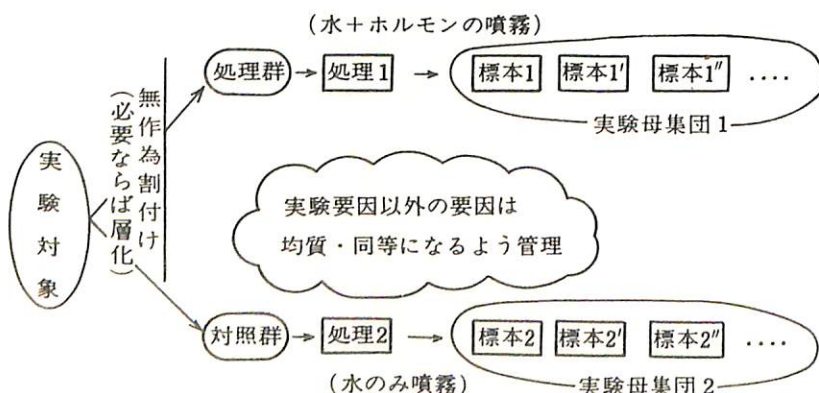 (水+ホルモンの噴霧)
処理群
処理1
標本1
標本1′
標本1″
‥‥
実験母集団1
無作為割付け
(必要ならば層化)
実験対象
実験要因以外の要因は
均質・同等になるよう管理
対照群
処理2
標本2
標本2′
標本2″
‥‥
(水のみ噴霧)
実験母集団2